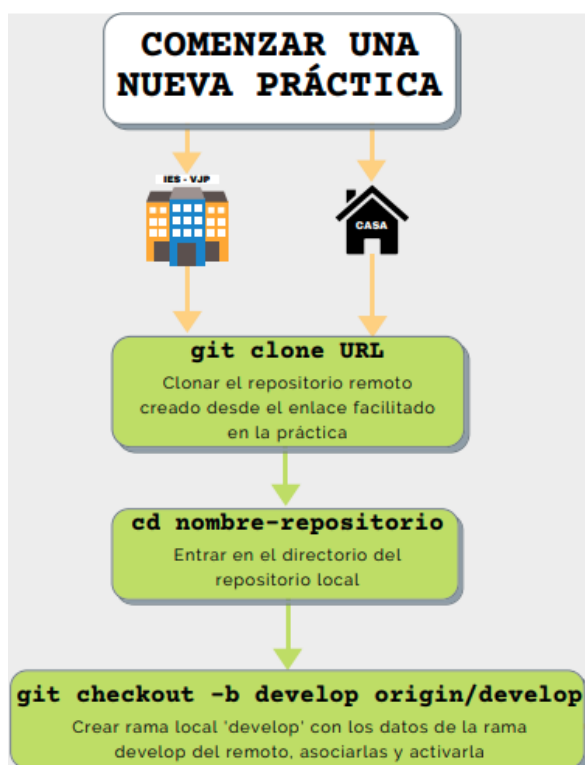 COMENZAR UNA
NUEVA PRÁCTICA
IES - VJP
CASA
git clone URL
Clonar el repositorio remoto
creado desde el enlace facilitado
en la práctica
cd nombre-repositorio
Entrar en el directorio del
repositorio local
git checkout -b develop origin/develop
Crear rama local 'develop' con los datos de la rama
develop del remoto, asociarlas y activarla